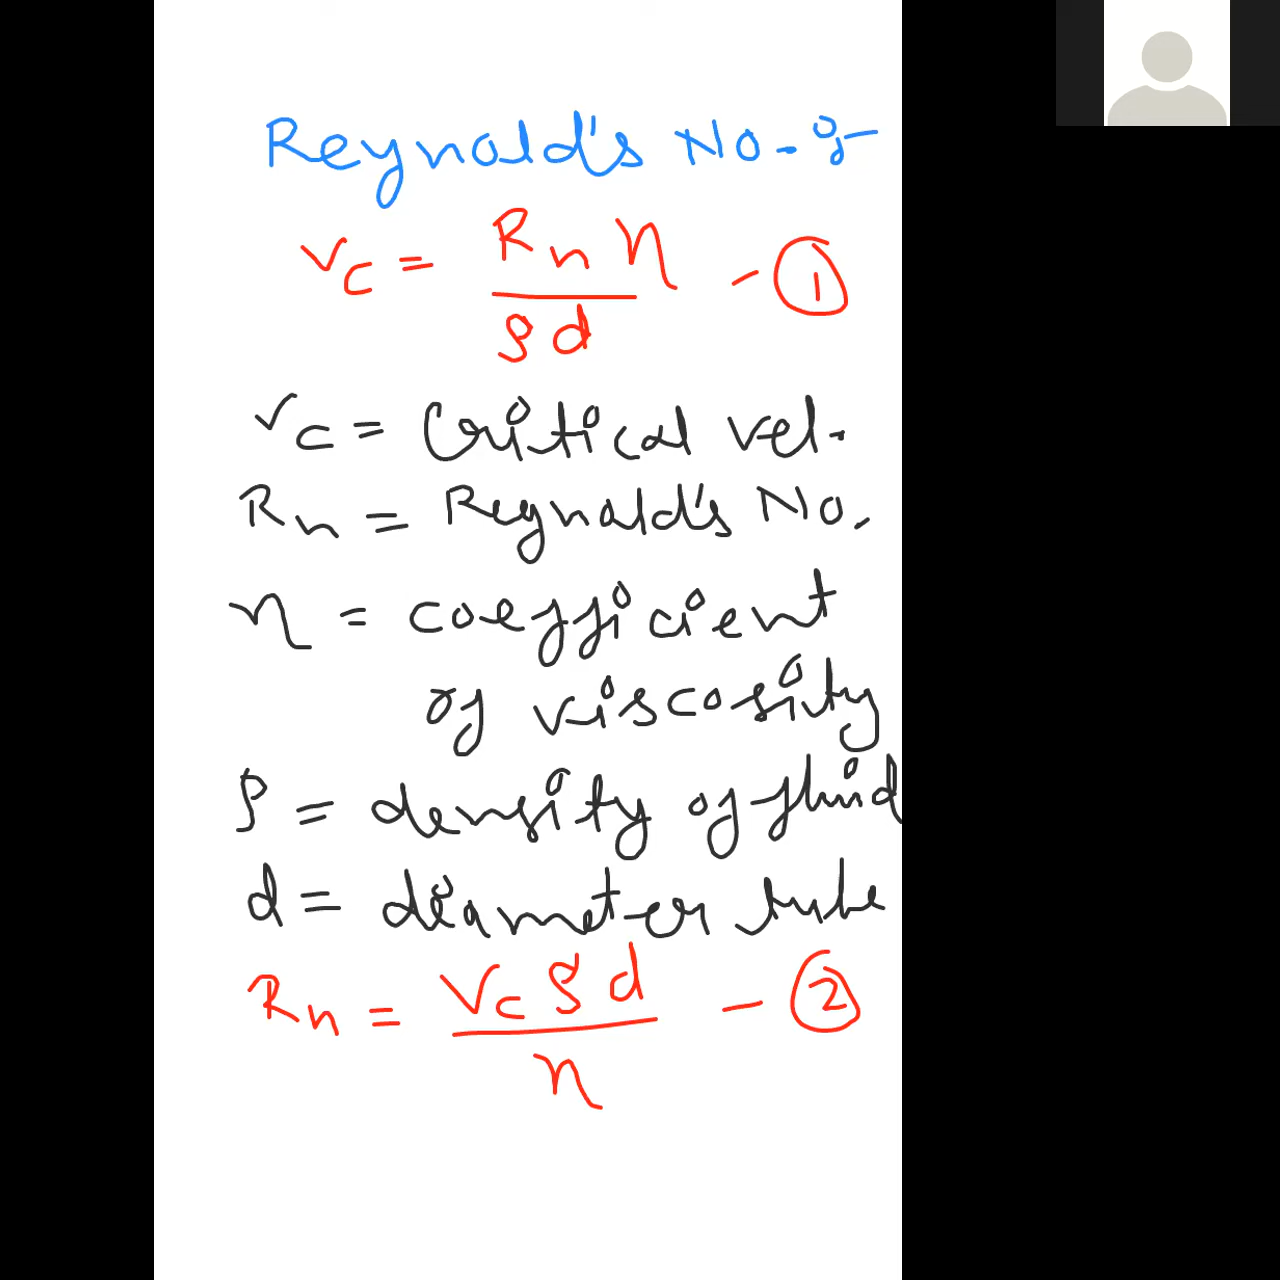 Reynold's No. :-
Vc = Rn η / ρd - ①
Vc = Critical vel.
Rn = Reynald's No.
η = coefficient
of viscosity
ρ = density of fluid
d = diameter tube
Rn = Vc ρ d / η - ②